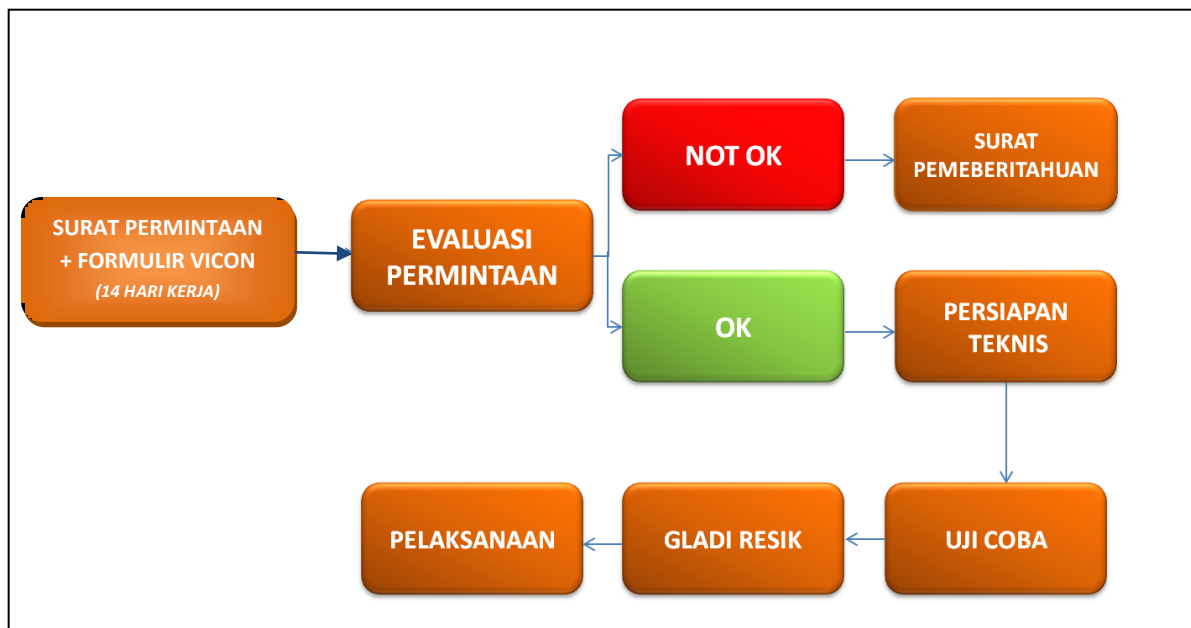 SURAT PERMINTAAN
+ FORMULIR VICON
(14 HARI KERJA)
EVALUASI
PERMINTAAN
NOT OK
SURAT
PEMEBERITAHUAN
OK
PERSIAPAN
TEKNIS
UJI COBA
GLADI RESIK
PELAKSANAAN